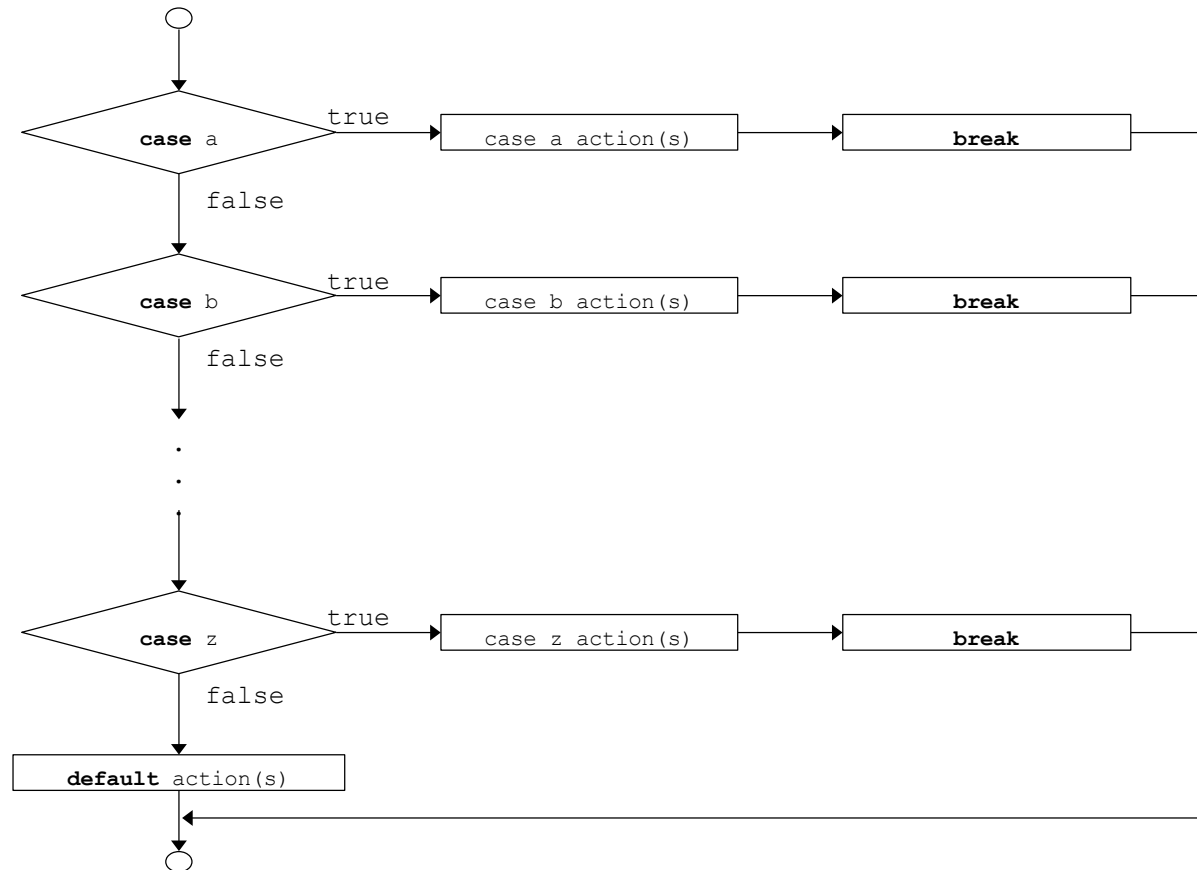 true
case a
case a action(s)
break
false
true
case b
case b action(s)
break
false
.
.
.
true
case z
case z action(s)
break
false
default action(s)